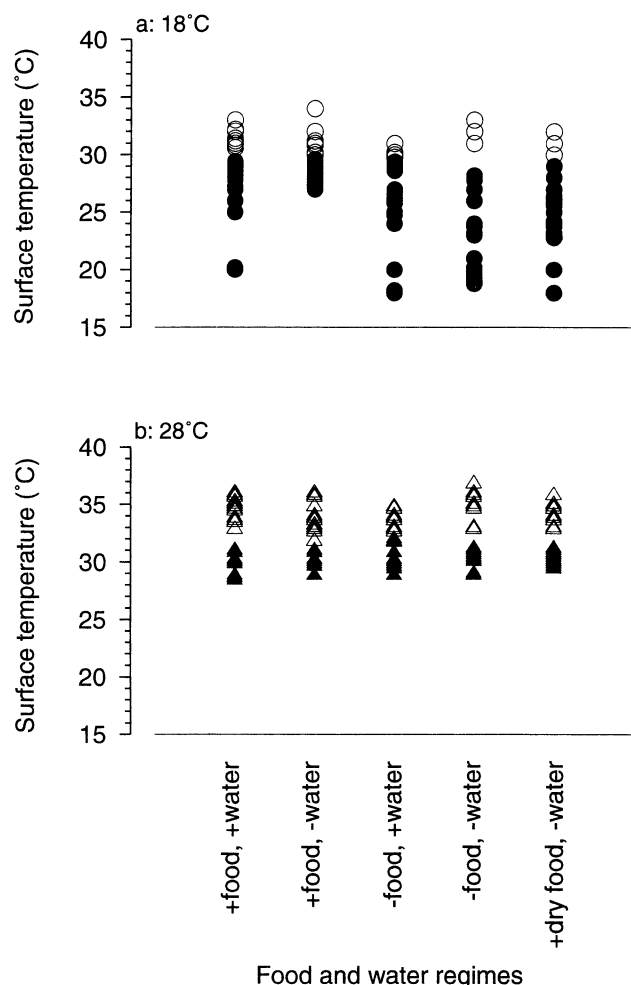 a: 18°C
Surface temperature (°C)
40
35
30
25
20
15
b: 28°C
Surface temperature (°C)
40
35
30
25
20
15
+food, +water
+food, -water
-food, +water
-food, -water
+dry food, -water
Food and water regimes